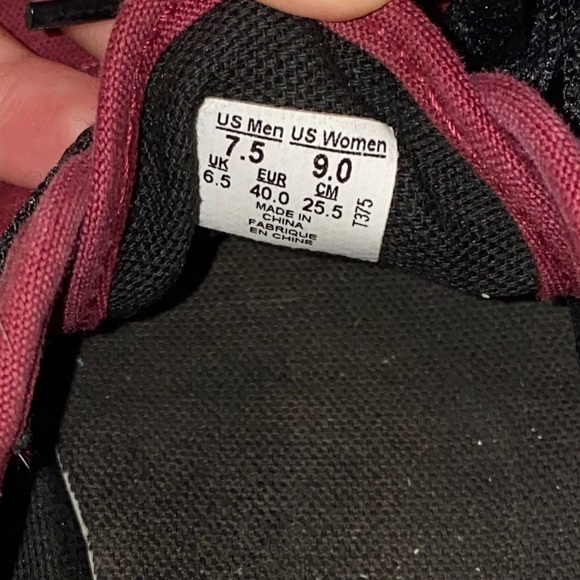 US Men US Women
7.5 9.0
UK EUR CM
6.5 40.0 25.5
MADE IN
CHINA
FABRIQUE
EN CHINE
T375